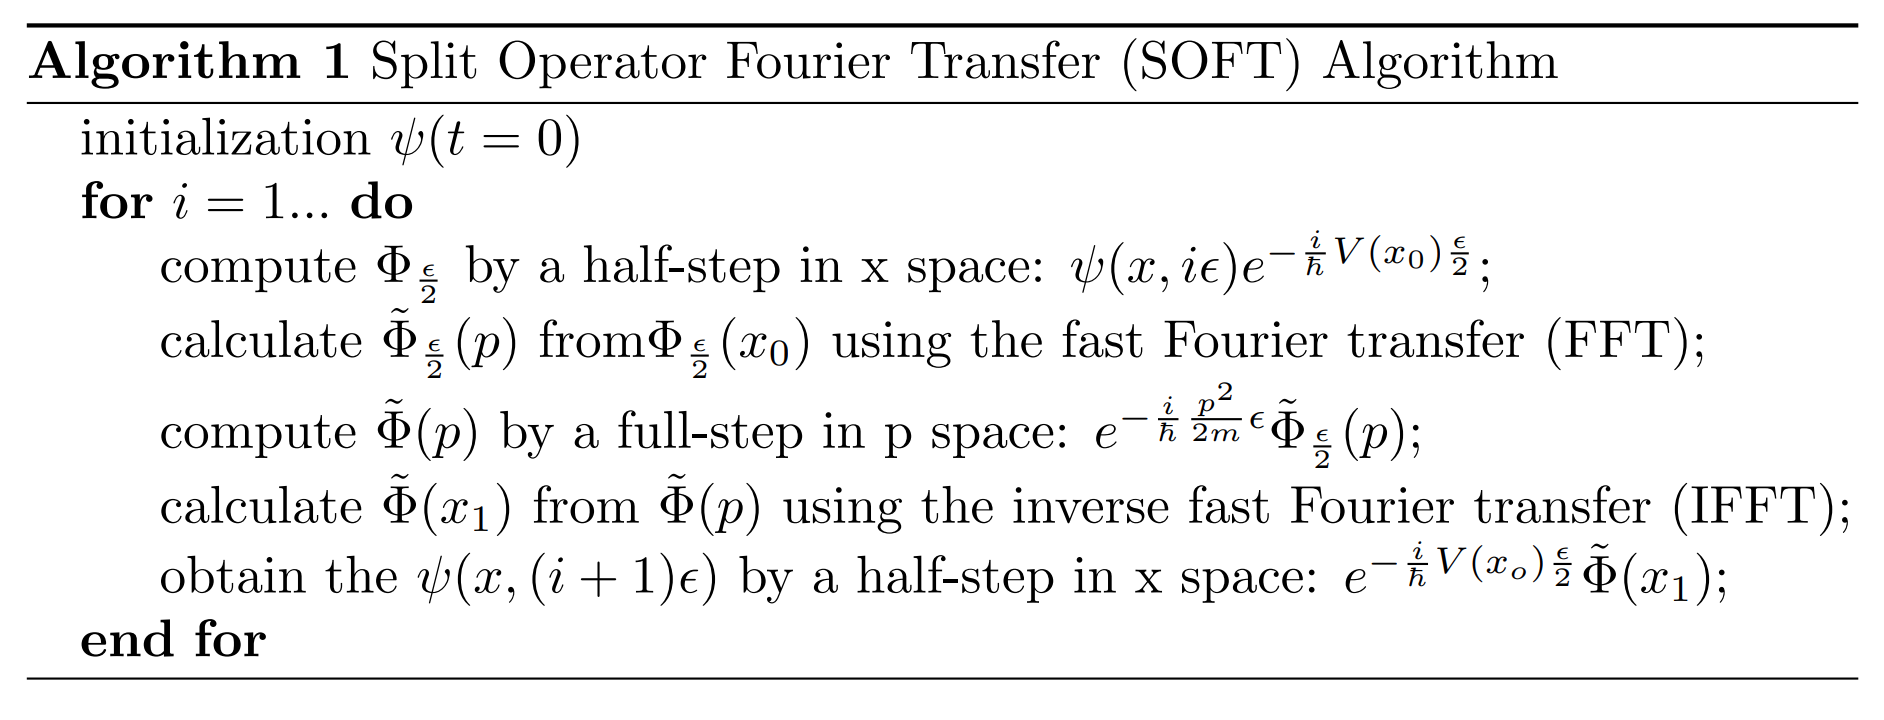 Algorithm 1 Split Operator Fourier Transfer (SOFT) Algorithm
initialization $\psi(t = 0)$
for $i = 1...$ do
compute $\Phi_{\frac{\epsilon}{2}}$ by a half-step in x space: $\psi(x, i\epsilon)e^{-\frac{i}{\hbar}V(x_0)\frac{\epsilon}{2}}$;
calculate $\tilde{\Phi}_{\frac{\epsilon}{2}}(p)$ from$\Phi_{\frac{\epsilon}{2}}(x_0)$ using the fast Fourier transfer (FFT);
compute $\tilde{\Phi}(p)$ by a full-step in p space: $e^{-\frac{i}{\hbar}\frac{p^2}{2m}\epsilon}\tilde{\Phi}_{\frac{\epsilon}{2}}(p)$;
calculate $\tilde{\Phi}(x_1)$ from $\tilde{\Phi}(p)$ using the inverse fast Fourier transfer (IFFT);
obtain the $\psi(x, (i + 1)\epsilon)$ by a half-step in x space: $e^{-\frac{i}{\hbar}V(x_o)\frac{\epsilon}{2}}\tilde{\Phi}(x_1)$;
end for